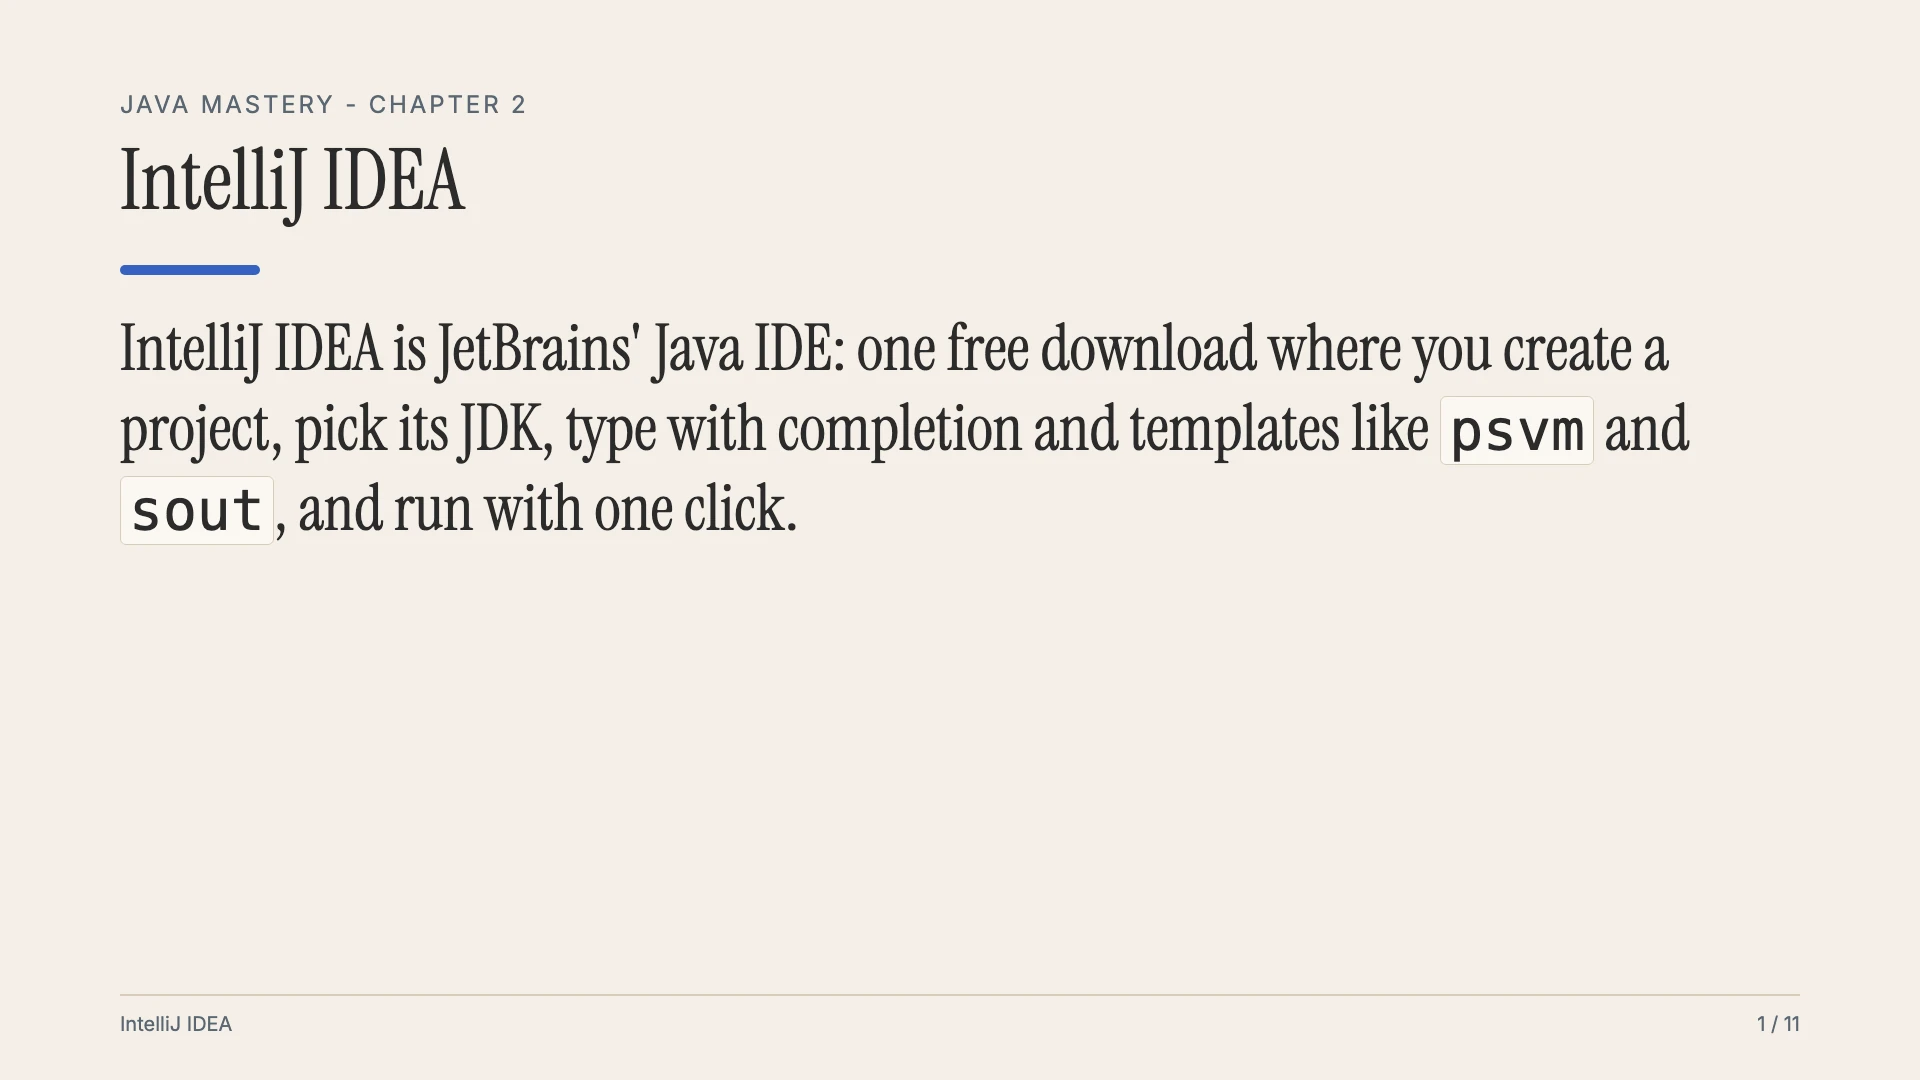 JAVA MASTERY - CHAPTER 2
IntelliJ IDEA
IntelliJ IDEA is JetBrains' Java IDE: one free download where you create a
project, pick its JDK, type with completion and templates like psvm and
sout, and run with one click.
IntelliJ IDEA
1 / 11